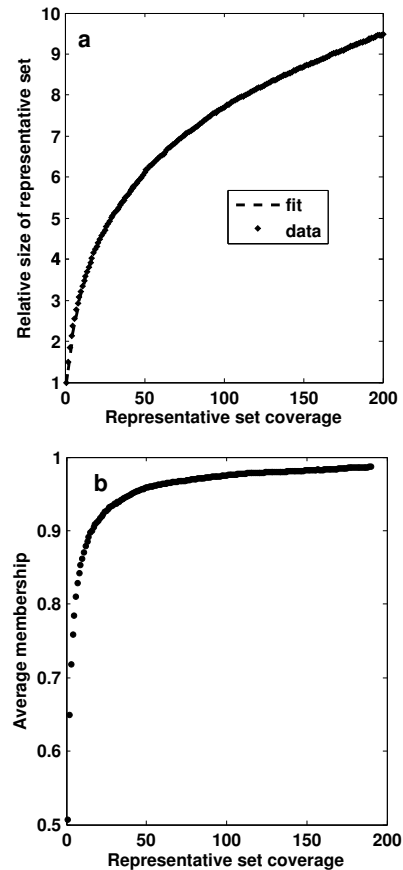 10
a
9
8
7
6
5
4
3
2
1
Relative size of representative set
fit
data
0 50 100 150 200
Representative set coverage
1
b
0.9
0.8
0.7
0.6
0.5
Average membership
0 50 100 150 200
Representative set coverage